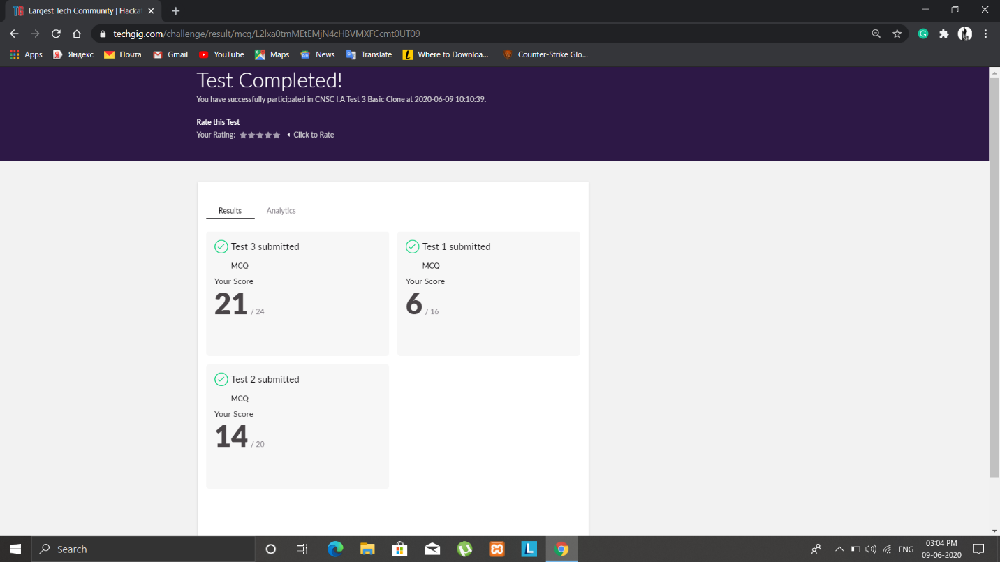 Largest Tech Community | Hacka
techgig.com/challenge/result/mcq/L2lxa0tmMEtEMjN4cHBVMXFCcmt0UT09
Apps Яндекс Почта Gmail YouTube Maps News Translate Where to Downloa... Counter-Strike Glo...
Test Completed!
You have successfully participated in CNSC I.A Test 3 Basic Clone at 2020-06-09 10:10:39.
Rate this Test
Your Rating: Click to Rate
Results Analytics
Test 3 submitted
MCQ
Your Score
21 / 24
Test 1 submitted
MCQ
Your Score
6 / 16
Test 2 submitted
MCQ
Your Score
14 / 20
Search
ENG
03:04 PM
09-06-2020